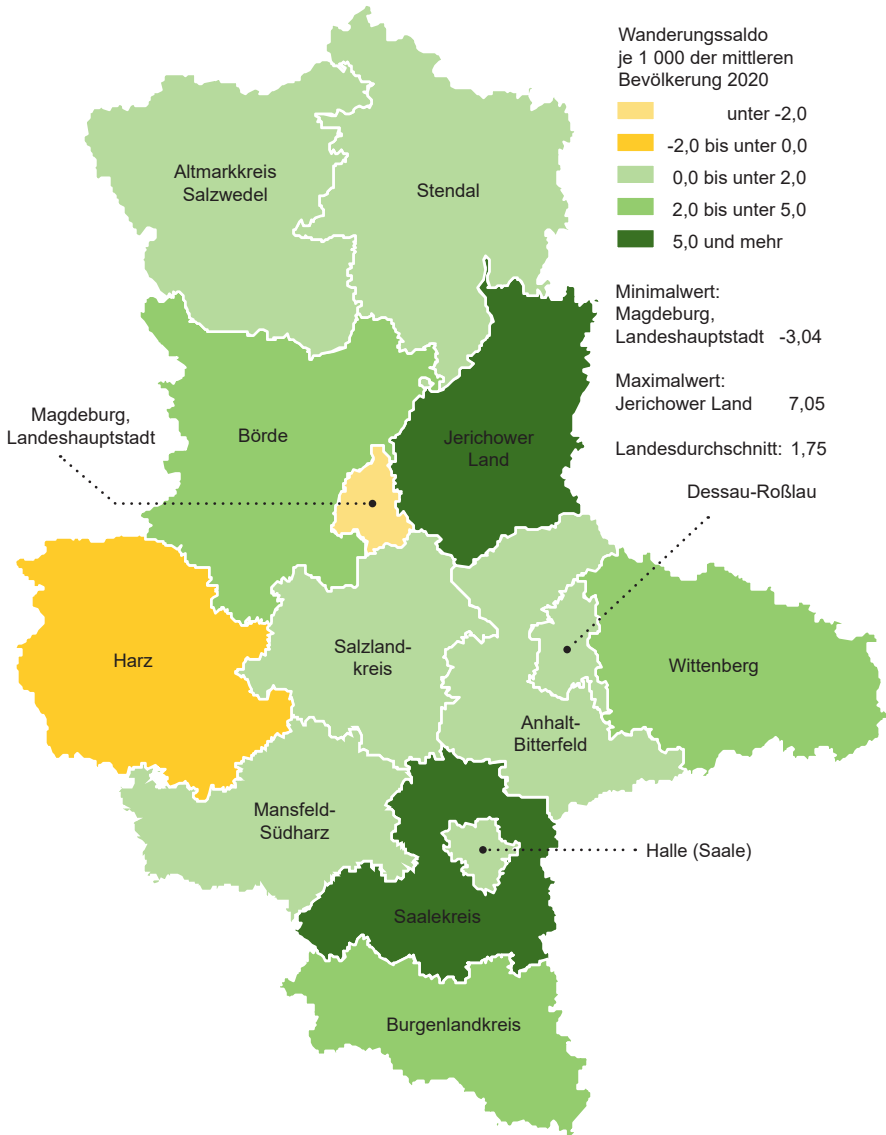 Wanderungssaldo
je 1 000 der mittleren
Bevölkerung 2020
unter -2,0
-2,0 bis unter 0,0
0,0 bis unter 2,0
2,0 bis unter 5,0
5,0 und mehr
Minimalwert:
Magdeburg,
Landeshauptstadt -3,04
Maximalwert:
Jerichower Land 7,05
Landesdurchschnitt: 1,75
Altmarkkreis
Salzwedel
Stendal
Magdeburg,
Landeshauptstadt
Börde
Jerichower
Land
Dessau-Roßlau
Harz
Salzland-
kreis
Wittenberg
Anhalt-
Bitterfeld
Mansfeld-
Südharz
Halle (Saale)
Saalekreis
Burgenlandkreis